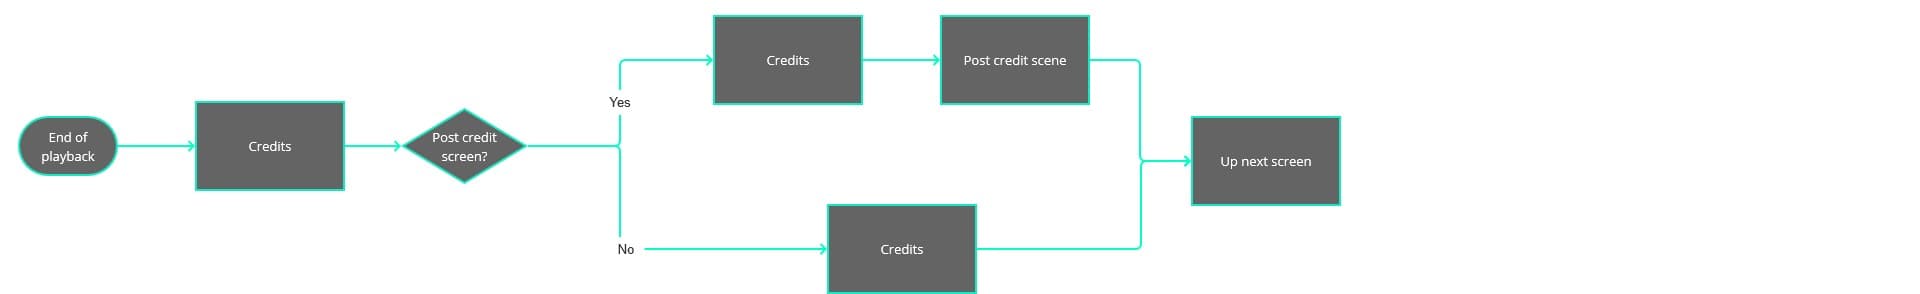 End of
playback
Credits
Post credit
screen?
Yes
Credits
Post credit scene
No
Credits
Up next screen